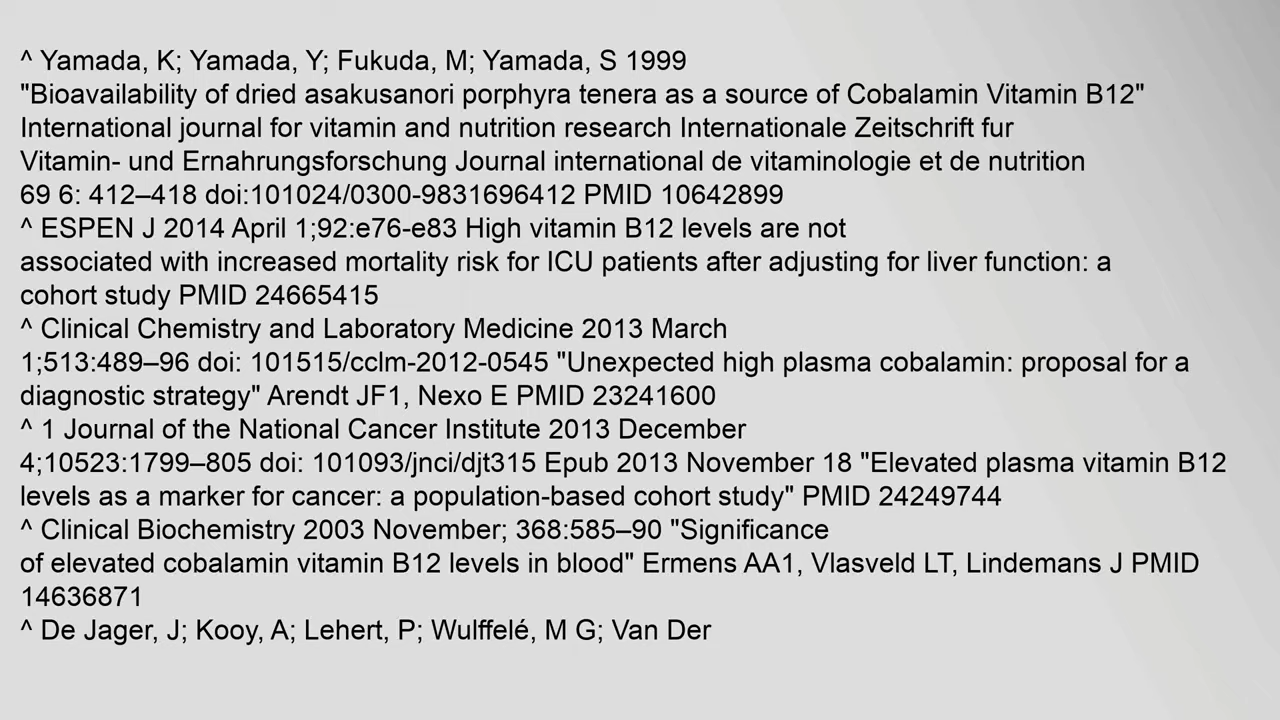 ^ Yamada, K; Yamada, Y; Fukuda, M; Yamada, S 1999
"Bioavailability of dried asakusanori porphyra tenera as a source of Cobalamin Vitamin B12"
International journal for vitamin and nutrition research Internationale Zeitschrift fur
Vitamin- und Ernahrungsforschung Journal international de vitaminologie et de nutrition
69 6: 412–418 doi:101024/0300-9831696412 PMID 10642899
^ ESPEN J 2014 April 1;92:e76-e83 High vitamin B12 levels are not
associated with increased mortality risk for ICU patients after adjusting for liver function: a
cohort study PMID 24665415
^ Clinical Chemistry and Laboratory Medicine 2013 March
1;513:489–96 doi: 101515/cclm-2012-0545 "Unexpected high plasma cobalamin: proposal for a
diagnostic strategy" Arendt JF1, Nexo E PMID 23241600
^ 1 Journal of the National Cancer Institute 2013 December
4;10523:1799–805 doi: 101093/jnci/djt315 Epub 2013 November 18 "Elevated plasma vitamin B12
levels as a marker for cancer: a population-based cohort study" PMID 24249744
^ Clinical Biochemistry 2003 November; 368:585–90 "Significance
of elevated cobalamin vitamin B12 levels in blood" Ermens AA1, Vlasveld LT, Lindemans J PMID
14636871
^ De Jager, J; Kooy, A; Lehert, P; Wulffelé, M G; Van Der